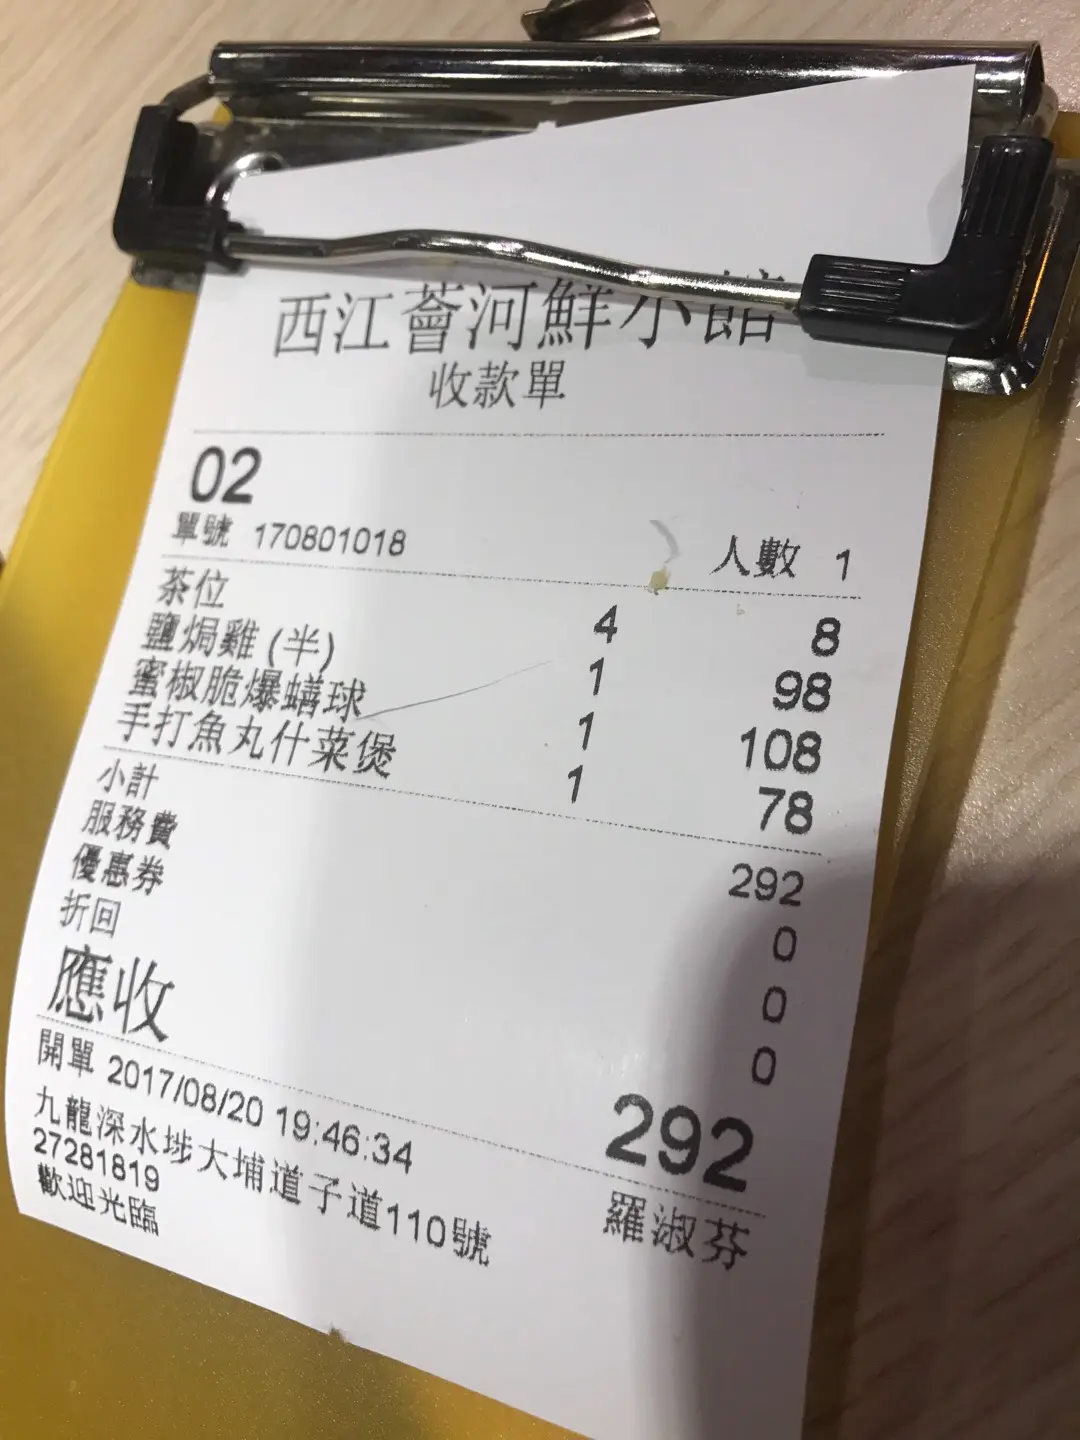 西江薈河鮮小館
收款單
02
單號 170801018 人數 1
茶位 4 8
鹽焗雞(半) 1 98
蜜椒脆爆蟮球 1 108
手打魚丸什菜煲 1 78
小計 292
服務費 0
優惠券 0
折回 0
應收 292
開單 2017/08/20 19:46:34 羅淑芬
九龍深水埗大埔道子道110號
27281819
歡迎光臨